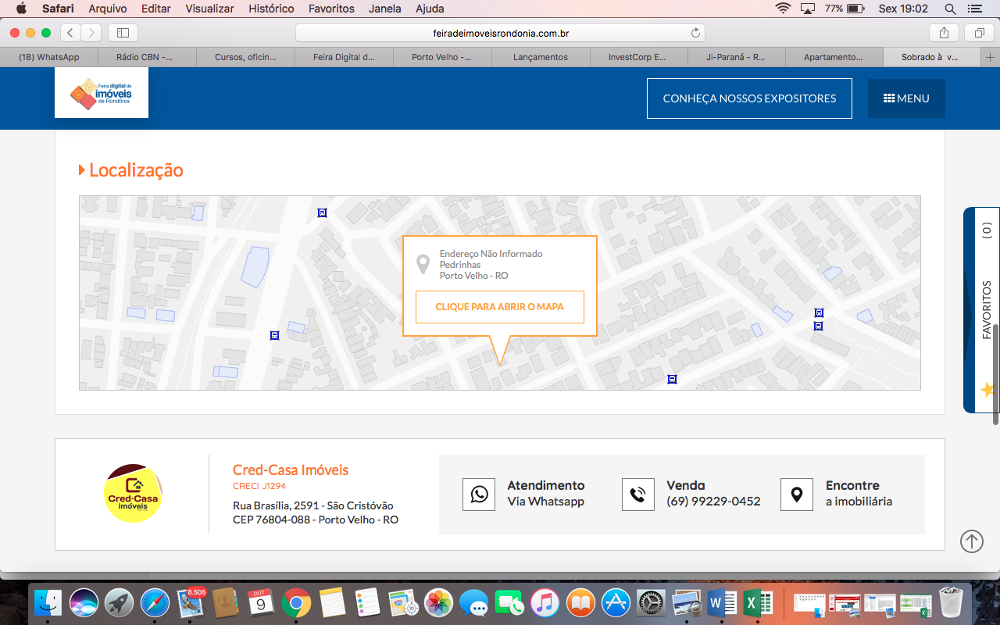 Safari Arquivo Editar Visualizar Histórico Favoritos Janela Ajuda 77% Sex 19:02
feiradeimoveisrondonia.com.br
(18) WhatsApp Rádio CBN -... Cursos, oficin... Feira Digital d... Porto Velho -... Lançamentos InvestCorp E... Ji-Paraná - R... Apartamento... Sobrado à v...
Feira digital de
imóveis
de Rondônia
CONHEÇA NOSSOS EXPOSITORES
MENU
Localização
Endereço Não Informado
Pedrinhas
Porto Velho - RO
CLIQUE PARA ABRIR O MAPA
FAVORITOS (0)
Cred-Casa
imóveis
Cred-Casa Imóveis
CRECI J1294
Rua Brasília, 2591 - São Cristóvão
CEP 76804-088 - Porto Velho - RO
Atendimento
Via Whatsapp
Venda
(69) 99229-0452
Encontre
a imobiliária
8.506
OUT
9